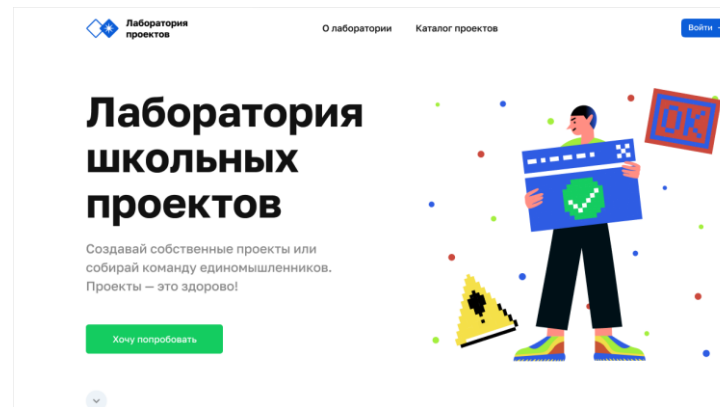 Лаборатория
проектов
О лаборатории
Каталог проектов
Войти
Лаборатория
школьных
проектов
OK
Создавай собственные проекты или
собирай команду единомышленников.
Проекты — это здорово!
Хочу попробовать